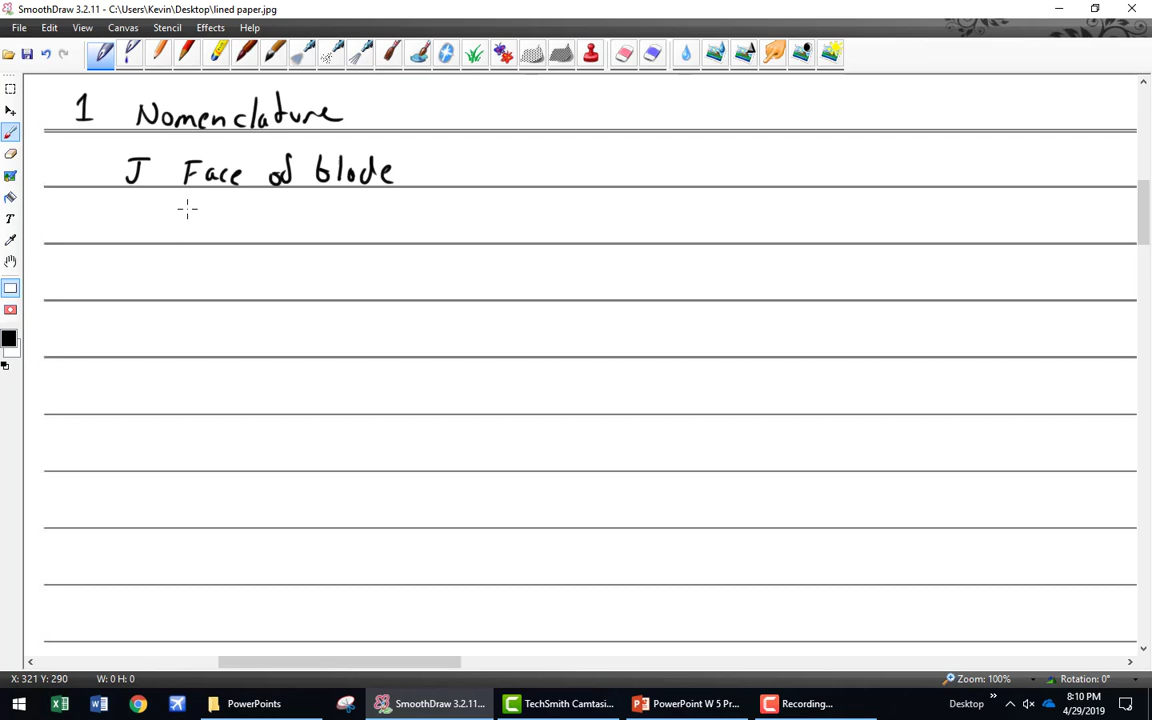 SmoothDraw 3.2.11 - C:\Users\Kevin\Desktop\lined paper.jpg
File Edit View Canvas Stencil Effects Help
1 Nomenclature
J Face of blade
X: 321 Y: 290 W: 0 H: 0 Zoom: 100% Rotation: 0°
PowerPoints SmoothDraw 3.2.11... TechSmith Camtasi... PowerPoint W 5 Pr... Recording... Desktop » 8:10 PM
4/29/2019